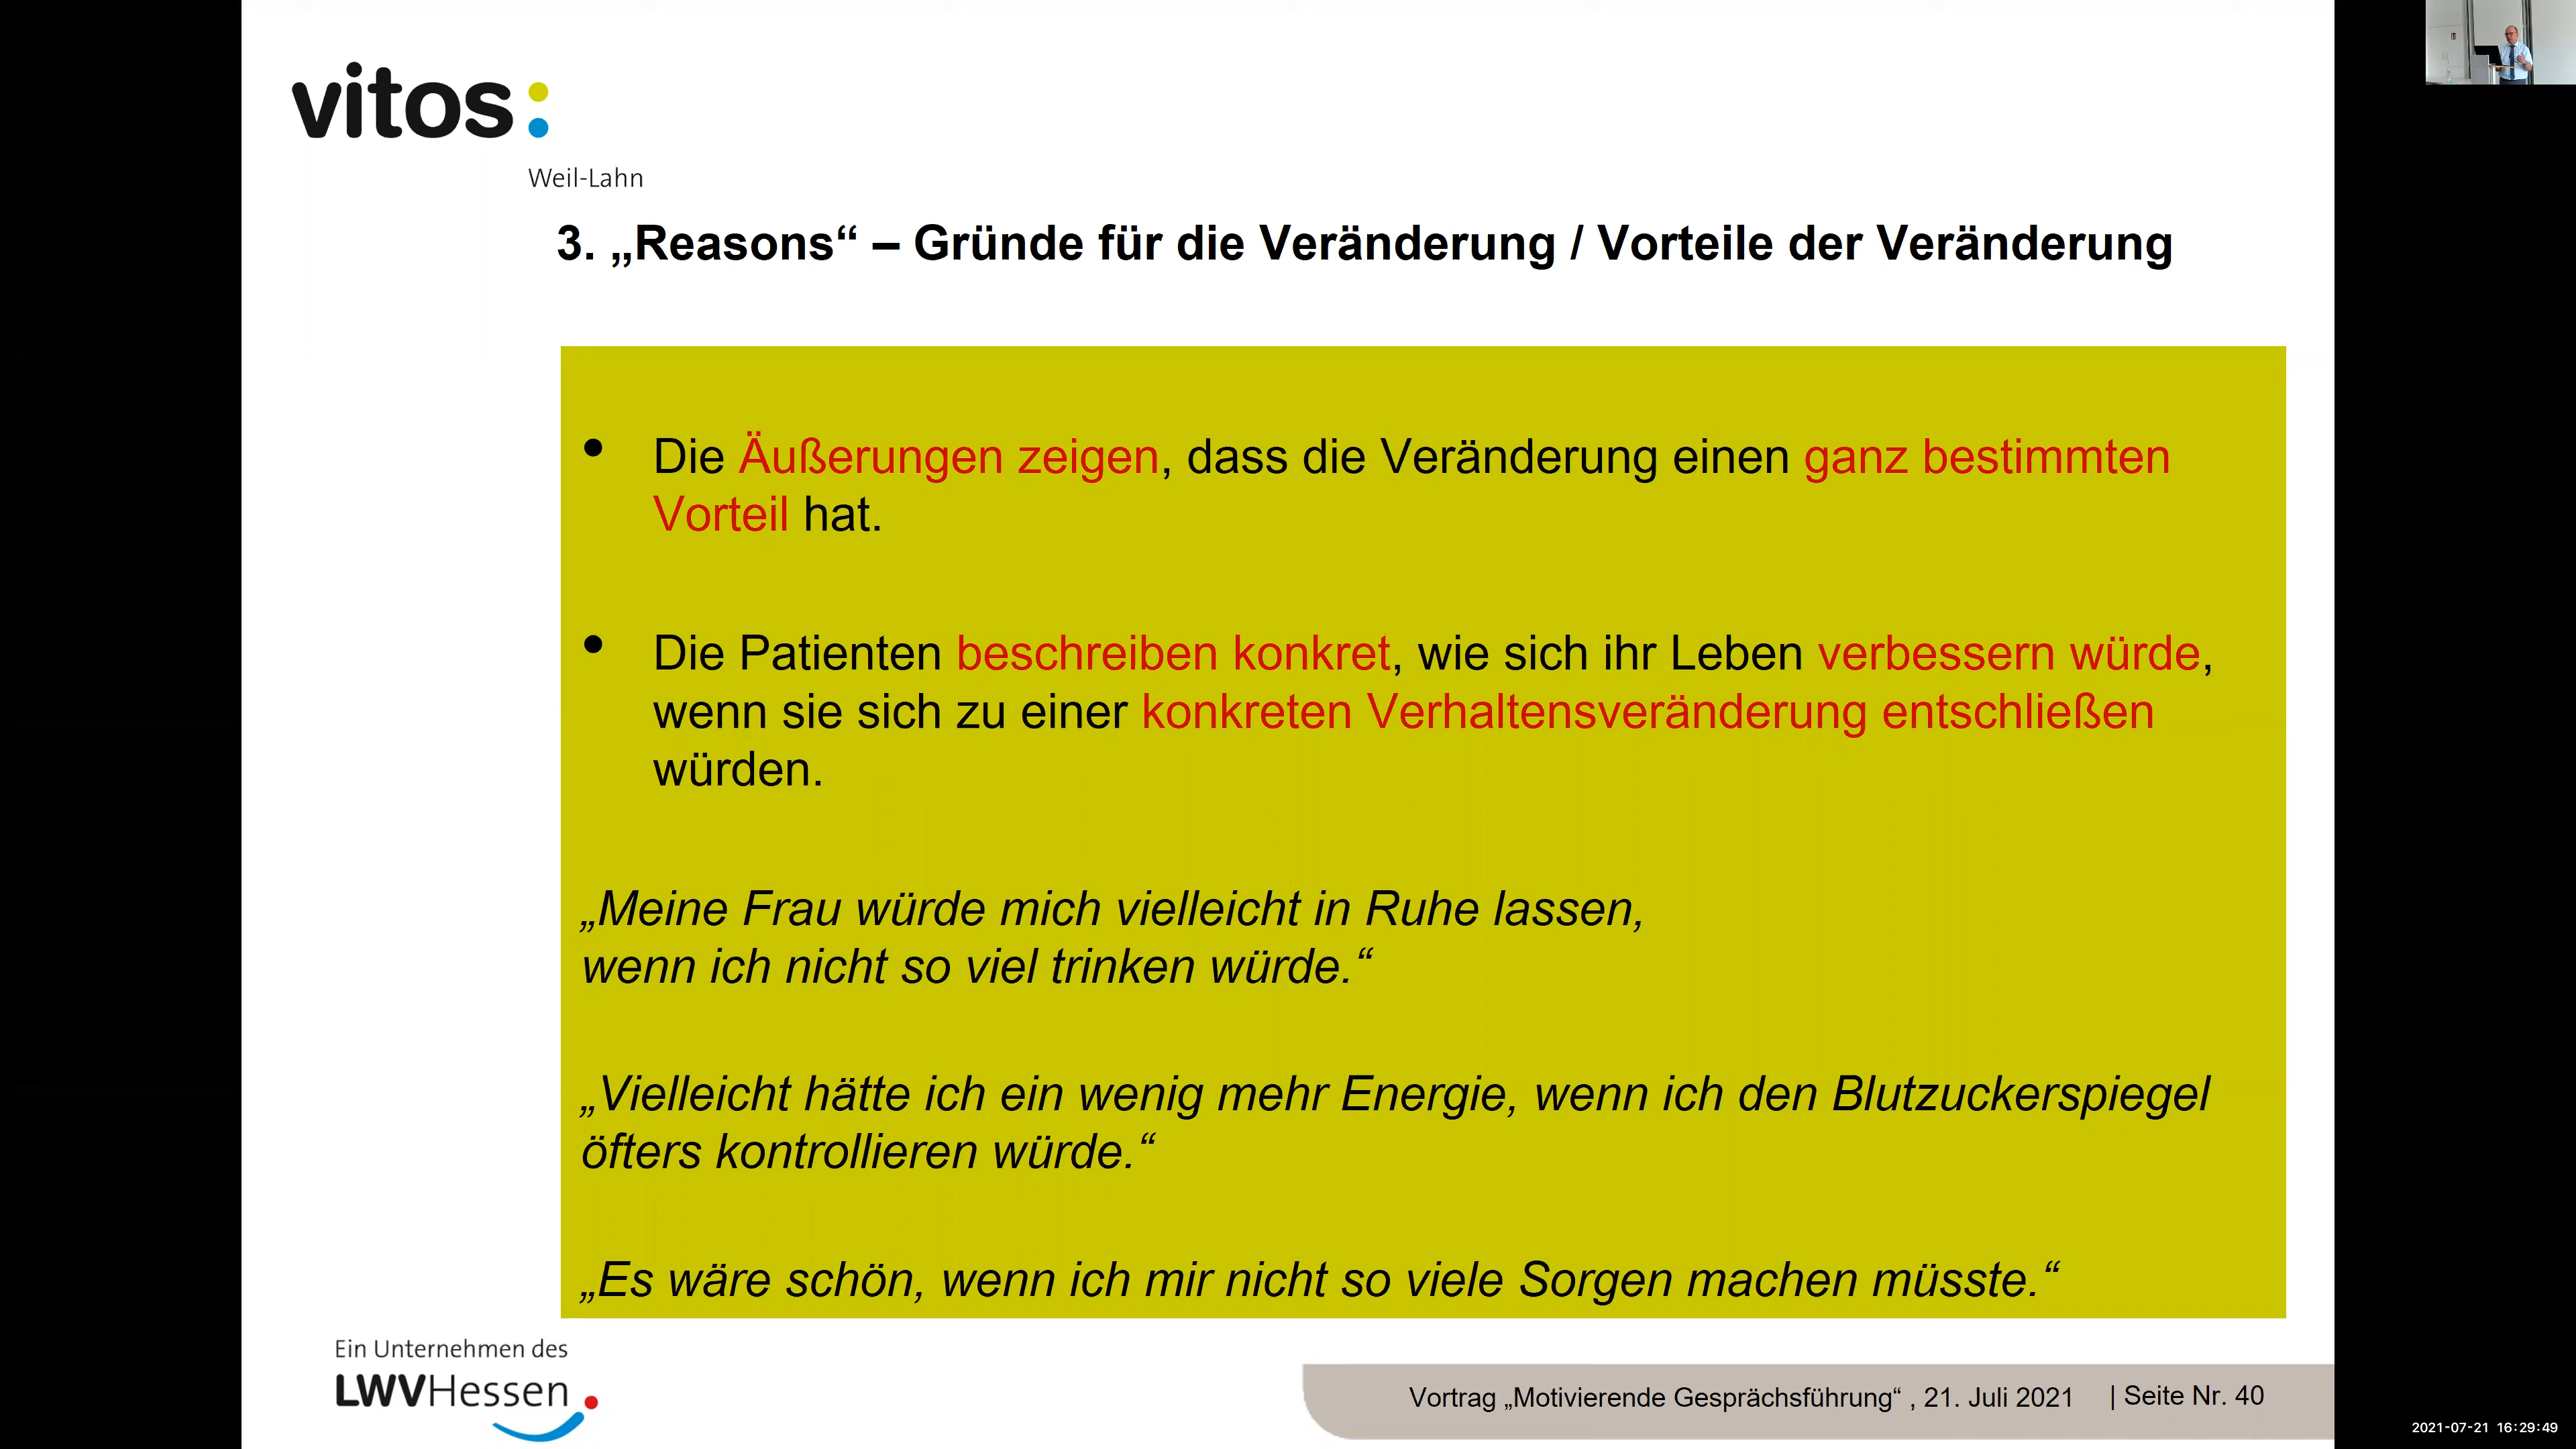 vitos:
Weil-Lahn
3. „Reasons“ – Gründe für die Veränderung / Vorteile der Veränderung
• Die Äußerungen zeigen, dass die Veränderung einen ganz bestimmten
Vorteil hat.
• Die Patienten beschreiben konkret, wie sich ihr Leben verbessern würde,
wenn sie sich zu einer konkreten Verhaltensveränderung entschließen
würden.
„Meine Frau würde mich vielleicht in Ruhe lassen,
wenn ich nicht so viel trinken würde.“
„Vielleicht hätte ich ein wenig mehr Energie, wenn ich den Blutzuckerspiegel
öfters kontrollieren würde.“
„Es wäre schön, wenn ich mir nicht so viele Sorgen machen müsste.“
Ein Unternehmen des
LWVHessen
Vortrag „Motivierende Gesprächsführung“ , 21. Juli 2021 | Seite Nr. 40
2021-07-21 16:29:49